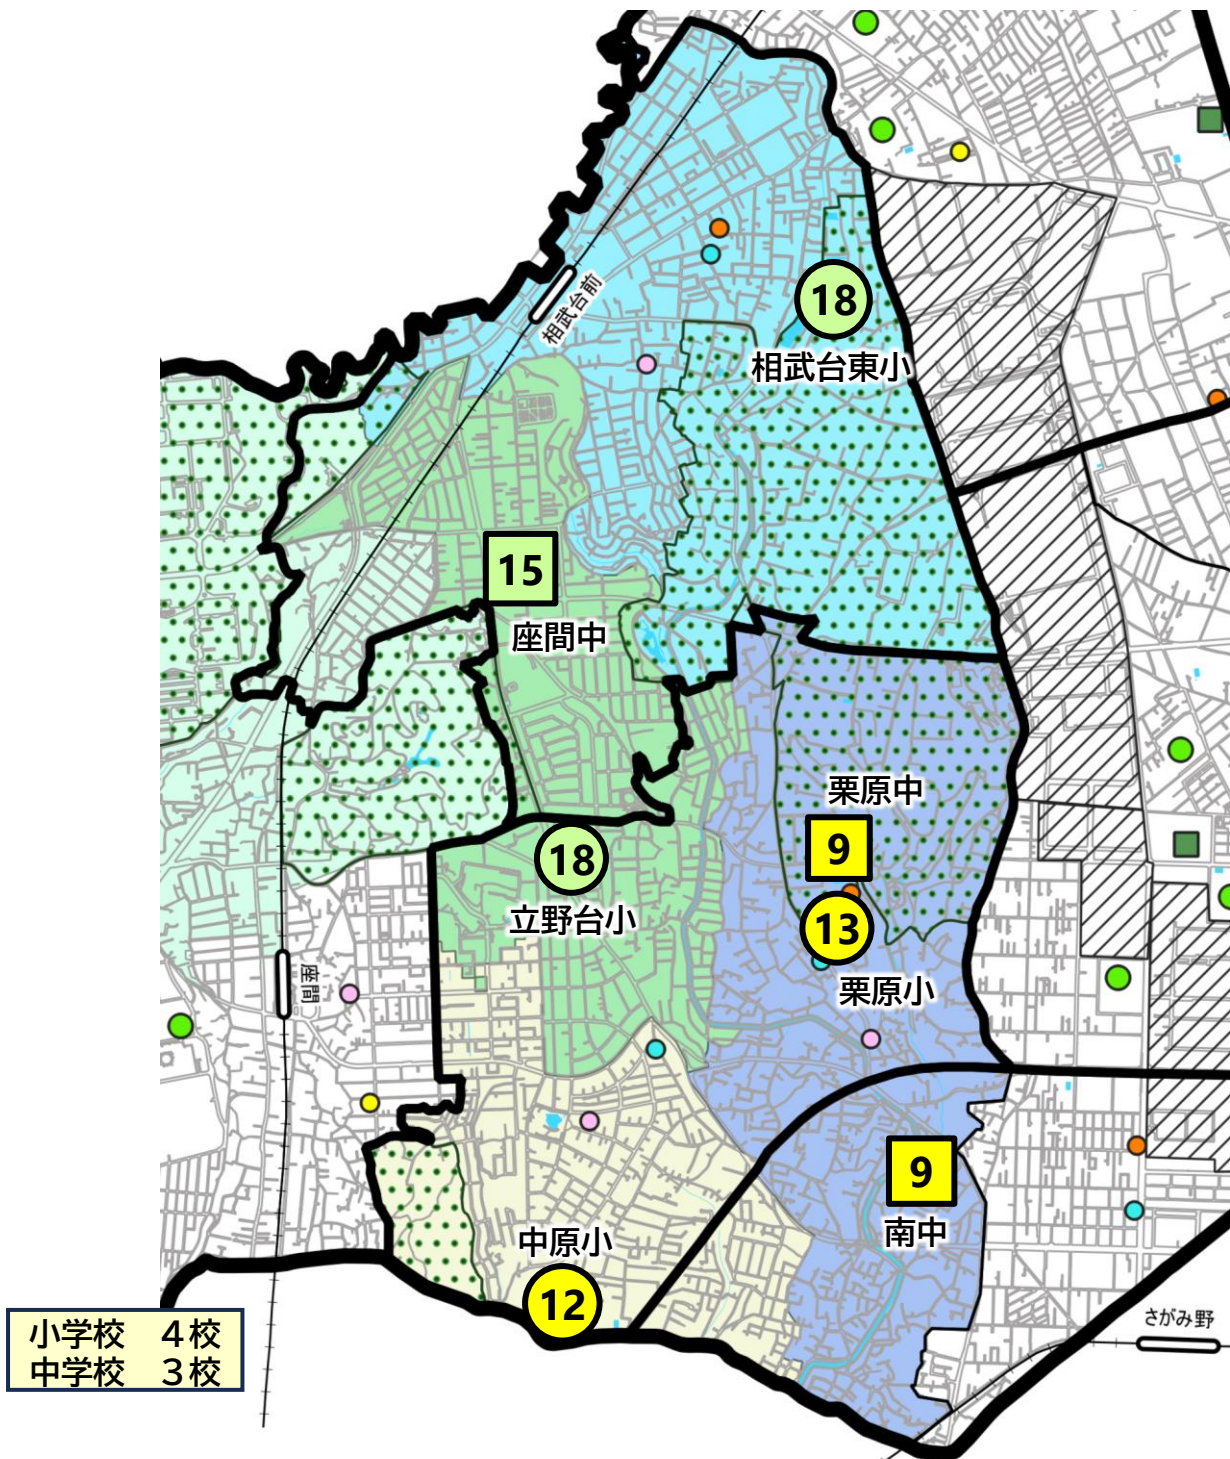 相武台前
18
相武台東小
15
座間中
栗原中
9
18
立野台小
13
栗原小
座間
9
南中
中原小
12
さがみ野
小学校　4校
中学校　3校